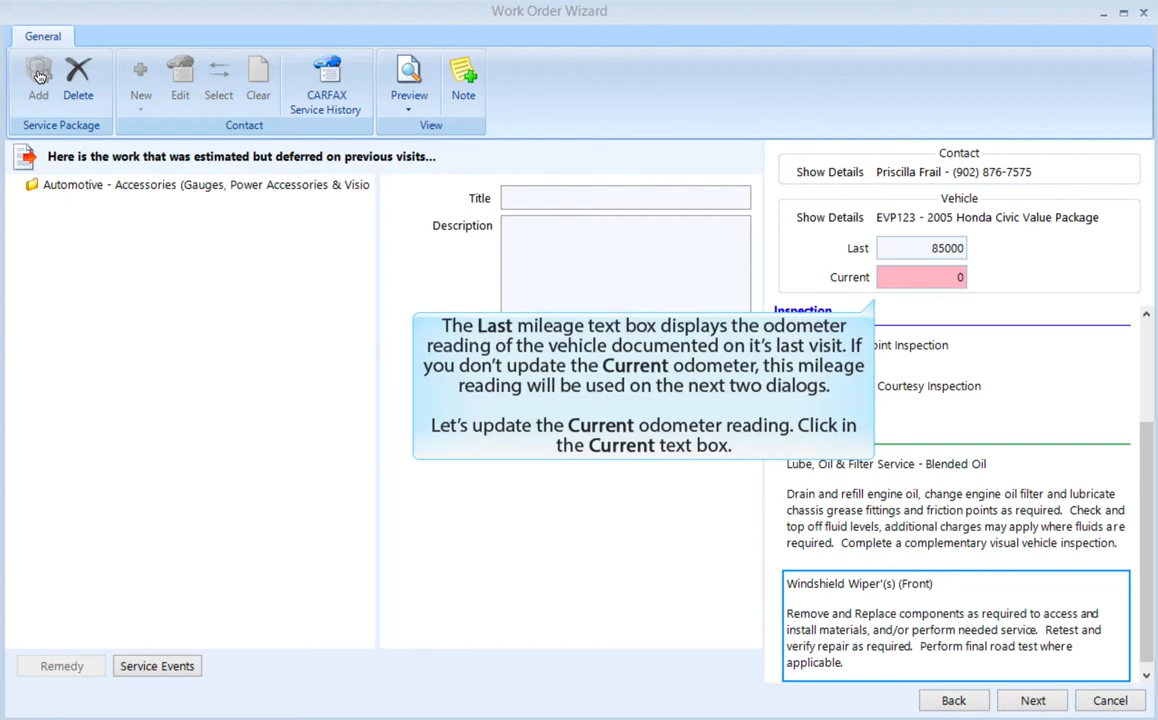 Work Order Wizard
General
Add
Delete
New
Edit
Select
Clear
CARFAX
Service History
Preview
Note
Service Package
Contact
View
Here is the work that was estimated but deferred on previous visits...
Automotive - Accessories (Gauges, Power Accessories & Visio
Title
Description
Contact
Show Details Priscilla Frail - (902) 876-7575
Vehicle
Show Details EVP123 - 2005 Honda Civic Value Package
Last 85000
Current 0
Inspection
The Last mileage text box displays the odometer
reading of the vehicle documented on it's last visit. If
you don't update the Current odometer, this mileage
reading will be used on the next two dialogs.
Let's update the Current odometer reading. Click in
the Current text box.
Inspection
Courtesy Inspection
Lube, Oil & Filter Service - Blended Oil
Drain and refill engine oil, change engine oil filter and lubricate
chassis grease fittings and friction points as required. Check and
top off fluid levels, additional charges may apply where fluids are
required. Complete a complementary visual vehicle inspection.
Windshield Wiper'(s) (Front)
Remove and Replace components as required to access and
install materials, and/or perform needed service. Retest and
verify repair as required. Perform final road test where
applicable.
Remedy
Service Events
Back
Next
Cancel